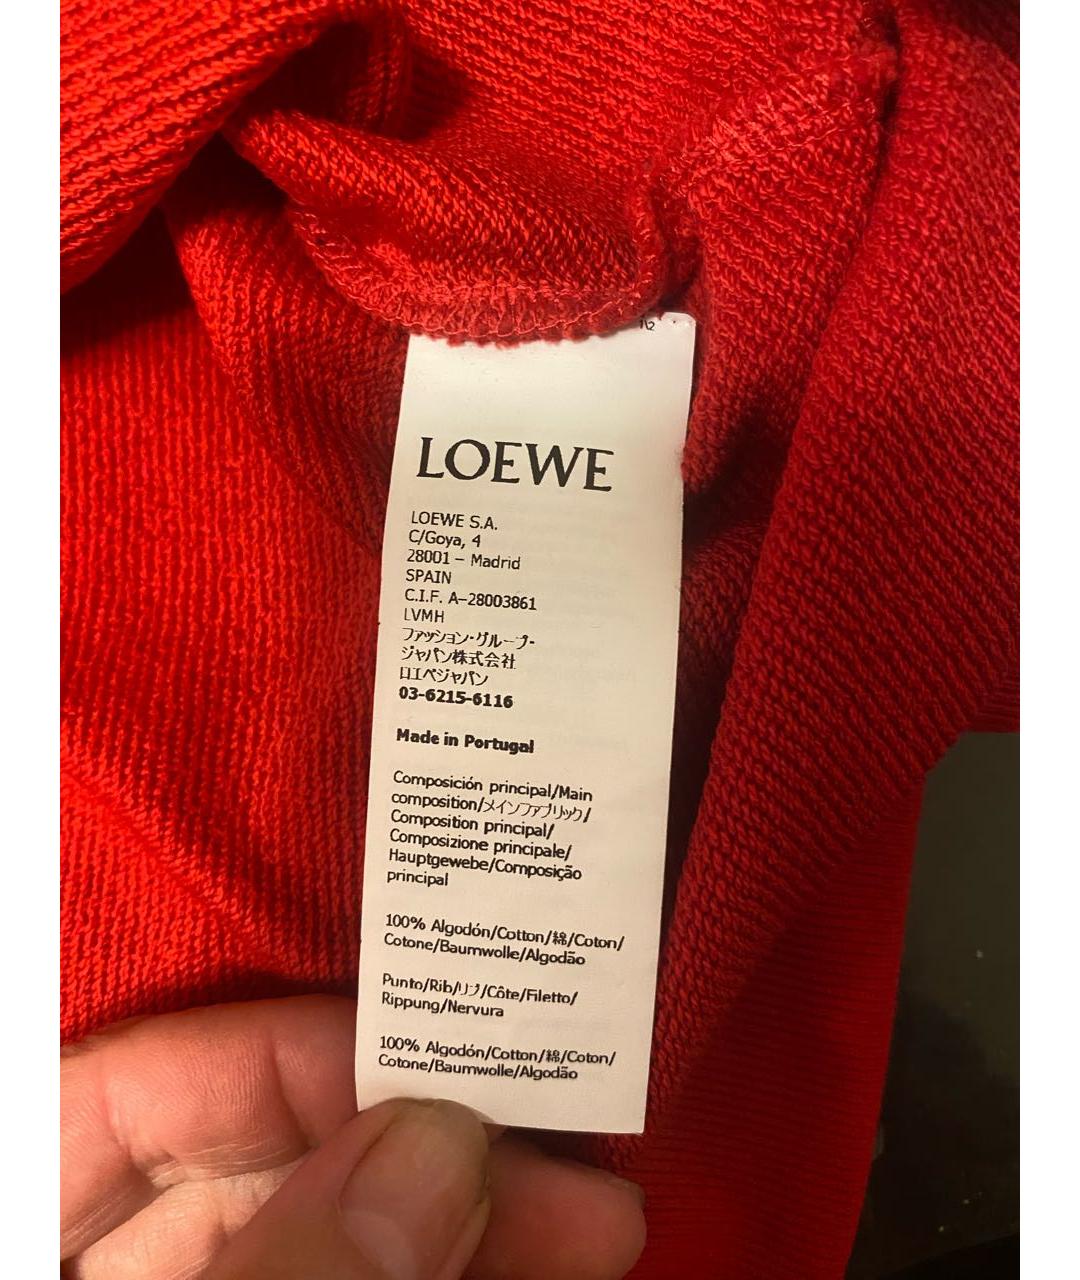 1\2
LOEWE
LOEWE S.A.
C/Goya, 4
28001 – Madrid
SPAIN
C.I.F. A–28003861
LVMH
ファッション・グループ・
ジャパン株式会社
ロエベジャパン
03-6215-6116
Made in Portugal
Composición principal/Main
composition/メインファブリック/
Composition principal/
Composizione principale/
Hauptgewebe/Composição
principal
100% Algodón/Cotton/綿/Coton/
Cotone/Baumwolle/Algodão
Punto/Rib/リブ/Côte/Filetto/
Rippung/Nervura
100% Algodón/Cotton/綿/Coton/
Cotone/Baumwolle/Algodão